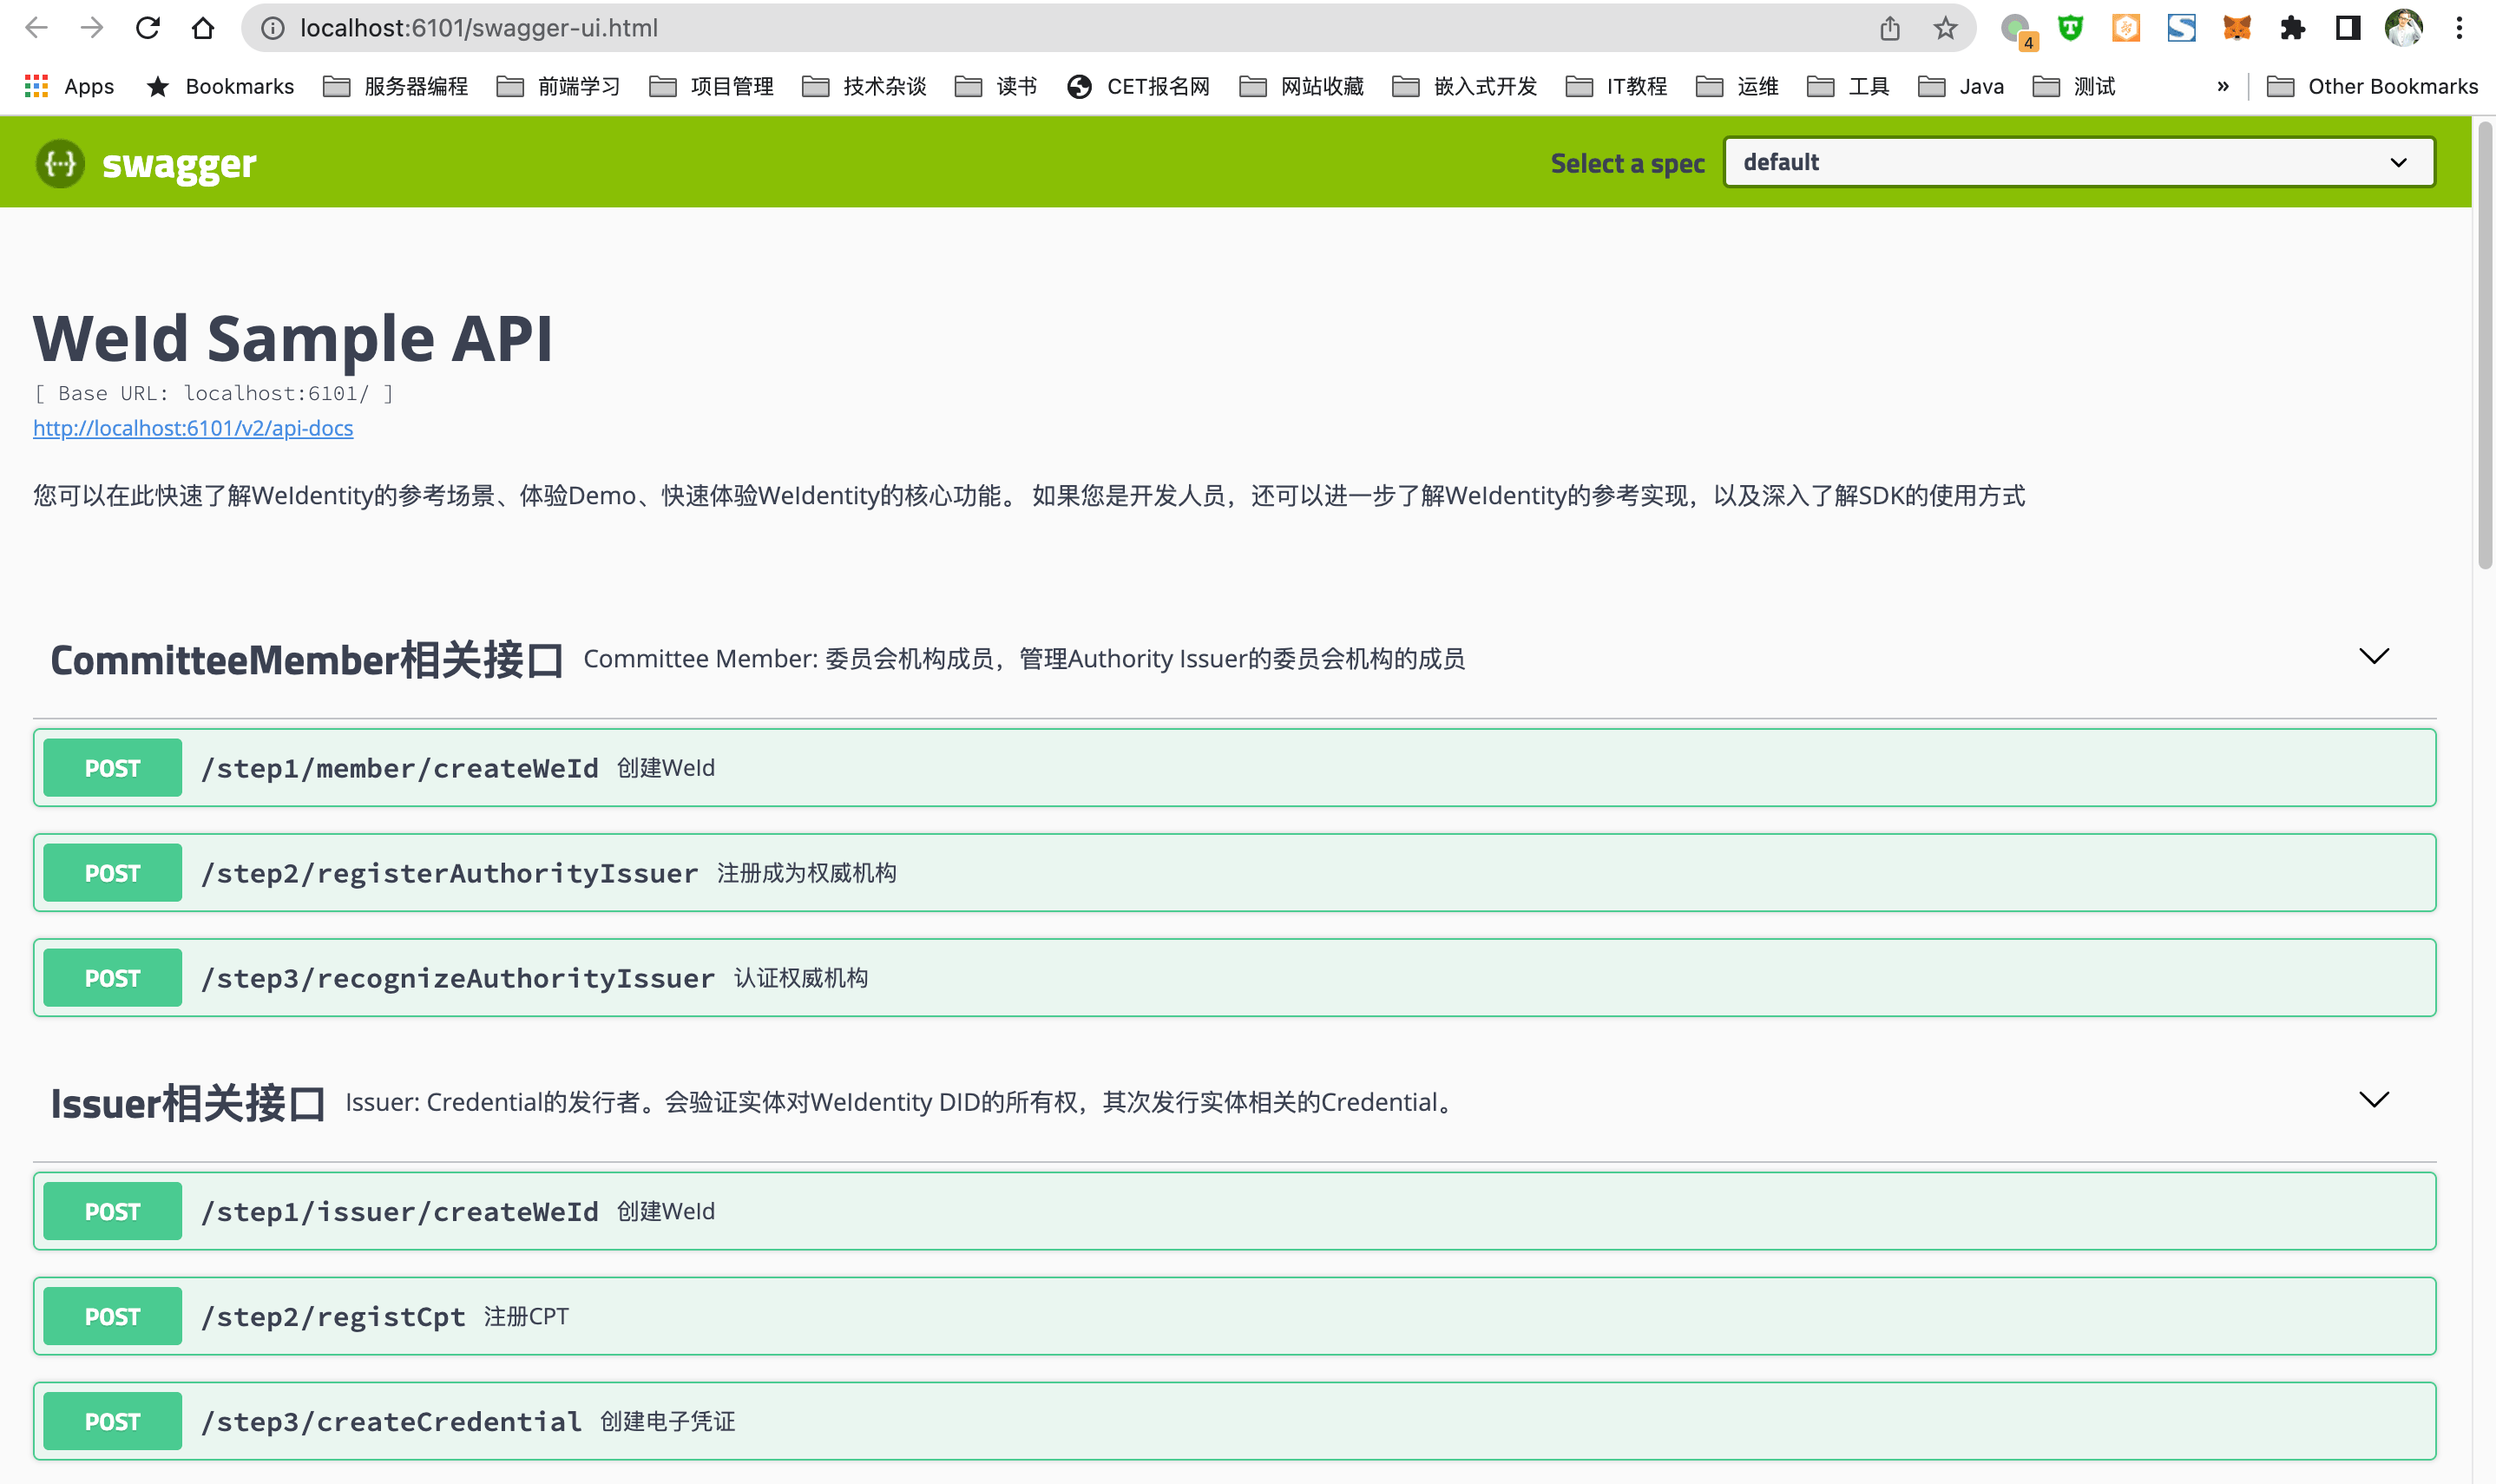 localhost:6101/swagger-ui.html
4
Apps Bookmarks 服务器编程 前端学习 项目管理 技术杂谈 读书 CET报名网 网站收藏 嵌入式开发 IT教程 运维 工具 Java 测试 » Other Bookmarks
{···} swagger Select a spec default
WeId Sample API
[ Base URL: localhost:6101/ ]
http://localhost:6101/v2/api-docs
您可以在此快速了解WeIdentity的参考场景、体验Demo、快速体验WeIdentity的核心功能。 如果您是开发人员，还可以进一步了解WeIdentity的参考实现，以及深入了解SDK的使用方式
CommitteeMember相关接口 Committee Member: 委员会机构成员，管理Authority Issuer的委员会机构的成员
POST /step1/member/createWeId 创建WeId
POST /step2/registerAuthorityIssuer 注册成为权威机构
POST /step3/recognizeAuthorityIssuer 认证权威机构
Issuer相关接口 Issuer: Credential的发行者。会验证实体对WeIdentity DID的所有权，其次发行实体相关的Credential。
POST /step1/issuer/createWeId 创建WeId
POST /step2/registCpt 注册CPT
POST /step3/createCredential 创建电子凭证